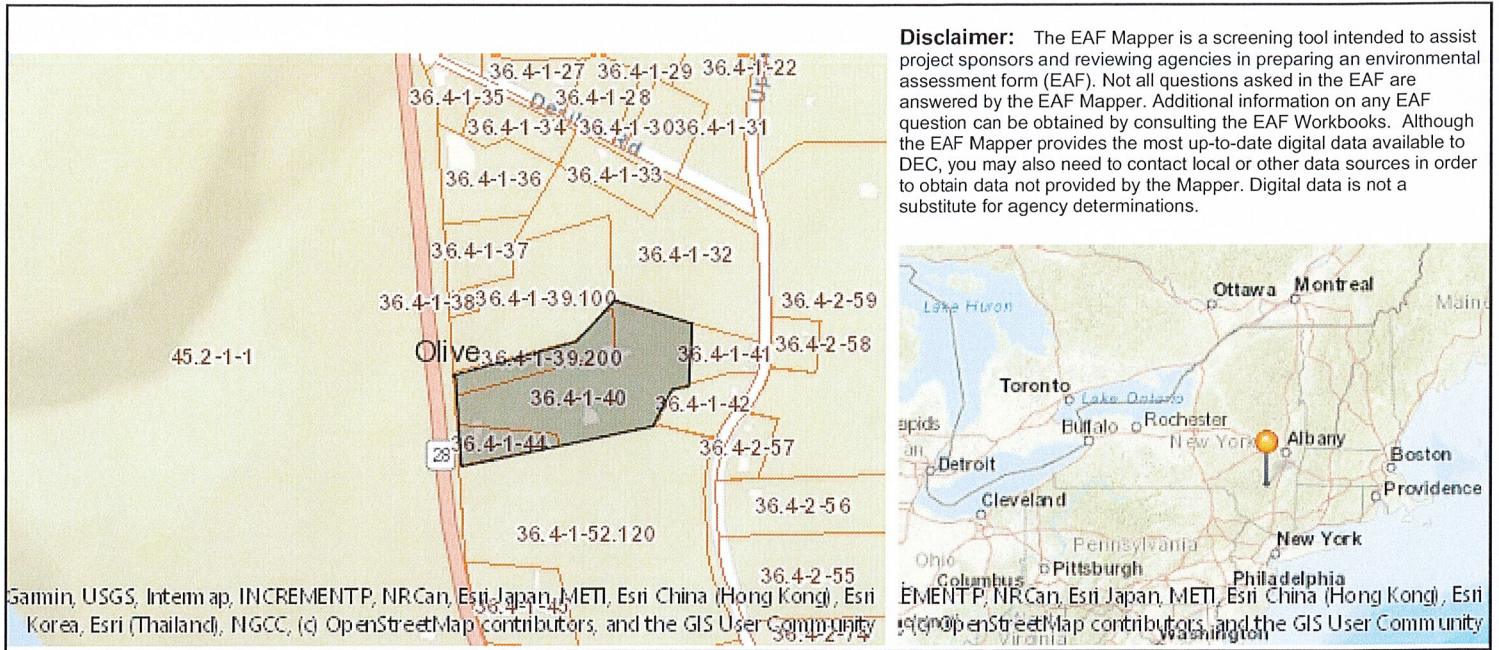 Disclaimer: The EAF Mapper is a screening tool intended to assist
project sponsors and reviewing agencies in preparing an environmental
assessment form (EAF). Not all questions asked in the EAF are
answered by the EAF Mapper. Additional information on any EAF
question can be obtained by consulting the EAF Workbooks. Although
the EAF Mapper provides the most up-to-date digital data available to
DEC, you may also need to contact local or other data sources in order
to obtain data not provided by the Mapper. Digital data is not a
substitute for agency determinations.
36.4-1-27 36.4-1-29 36.4-1-22
36.4-1-35 36.4-1-28
36.4-1-34 36.4-1-30 36.4-1-31
Rd
36.4-1-36 36.4-1-33
36.4-1-37 36.4-1-32
36.4-1-38 36.4-1-39.100 36.4-2-59
36.4-2-58
45.2-1-1 Olive 36.4-1-39.200 36.4-1-41
36.4-1-40 36.4-1-42
28 36.4-1-44 36.4-2-57
36.4-2-56
36.4-1-52.120
36.4-2-55
36.4-1-45
36.4-2-74
Garmin, USGS, Intermap, INCREMENT P, NRCan, Esri Japan, METI, Esri China (Hong Kong), Esri
Korea, Esri (Thailand), NGCC, (c) OpenStreetMap contributors, and the GIS User Community
Ottawa Montreal
Lake Huron
Toronto
Lake Ontario
Buffalo Rochester
New York Albany
apids
Detroit Boston
Providence
Cleveland
New York
Pennsylvania
Ohio Pittsburgh
Columbus Philadelphia
EMENT P, NRCan, Esri Japan, METI, Esri China (Hong Kong), Esri
(c) OpenStreetMap contributors, and the GIS User Community
Virginia Washington